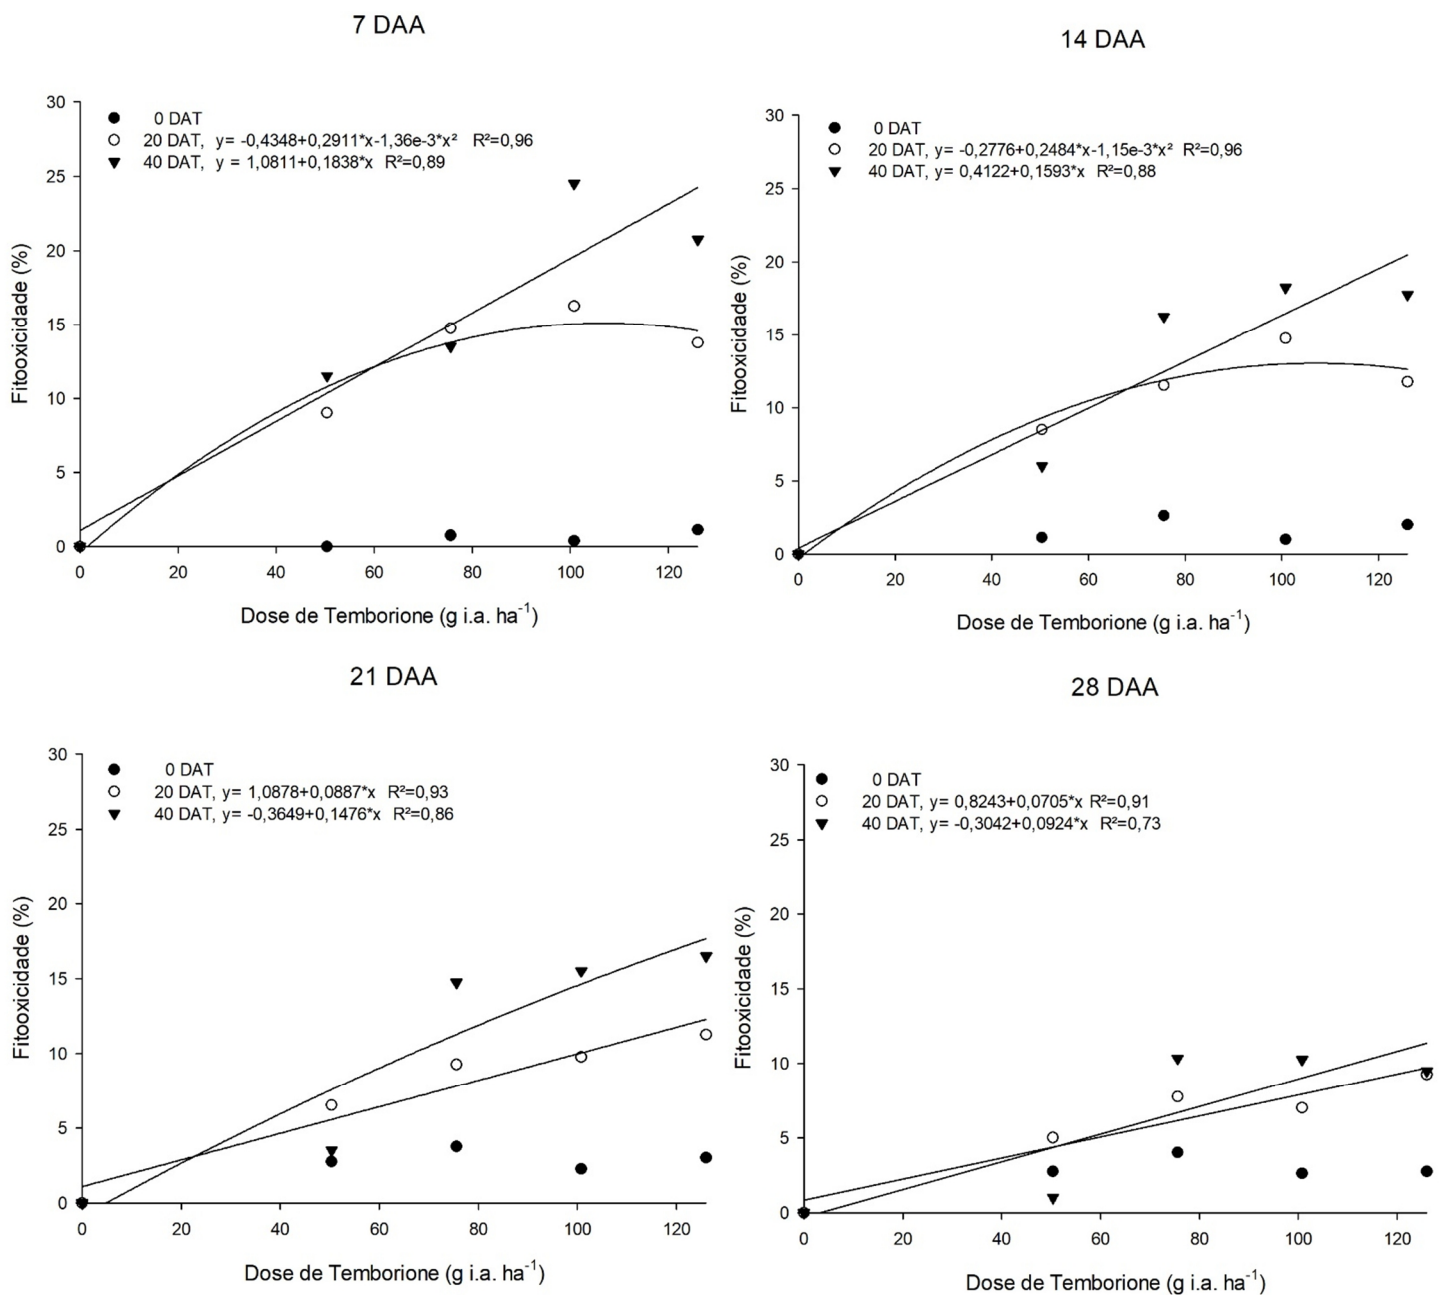 7 DAA
30
25
20
15
10
5
0
0 20 40 60 80 100 120
Fitooxicidade (%)
0 DAT
20 DAT, y= -0,4348+0,2911*x-1,36e-3*x² R²=0,96
40 DAT, y = 1,0811+0,1838*x R²=0,89
Dose de Temborione (g i.a. ha⁻¹)
14 DAA
30
25
20
15
10
5
0
0 20 40 60 80 100 120
Fitooxicidade (%)
0 DAT
20 DAT, y= -0,2776+0,2484*x-1,15e-3*x² R²=0,96
40 DAT, y= 0,4122+0,1593*x R²=0,88
Dose de Temborione (g i.a. ha⁻¹)
21 DAA
30
25
20
15
10
5
0
0 20 40 60 80 100 120
Fitooxicidade (%)
0 DAT
20 DAT, y= 1,0878+0,0887*x R²=0,93
40 DAT, y= -0,3649+0,1476*x R²=0,86
Dose de Temborione (g i.a. ha⁻¹)
28 DAA
30
25
20
15
10
5
0
0 20 40 60 80 100 120
Fitooxicidade (%)
0 DAT
20 DAT, y= 0,8243+0,0705*x R²=0,91
40 DAT, y= -0,3042+0,0924*x R²=0,73
Dose de Temborione (g i.a. ha⁻¹)